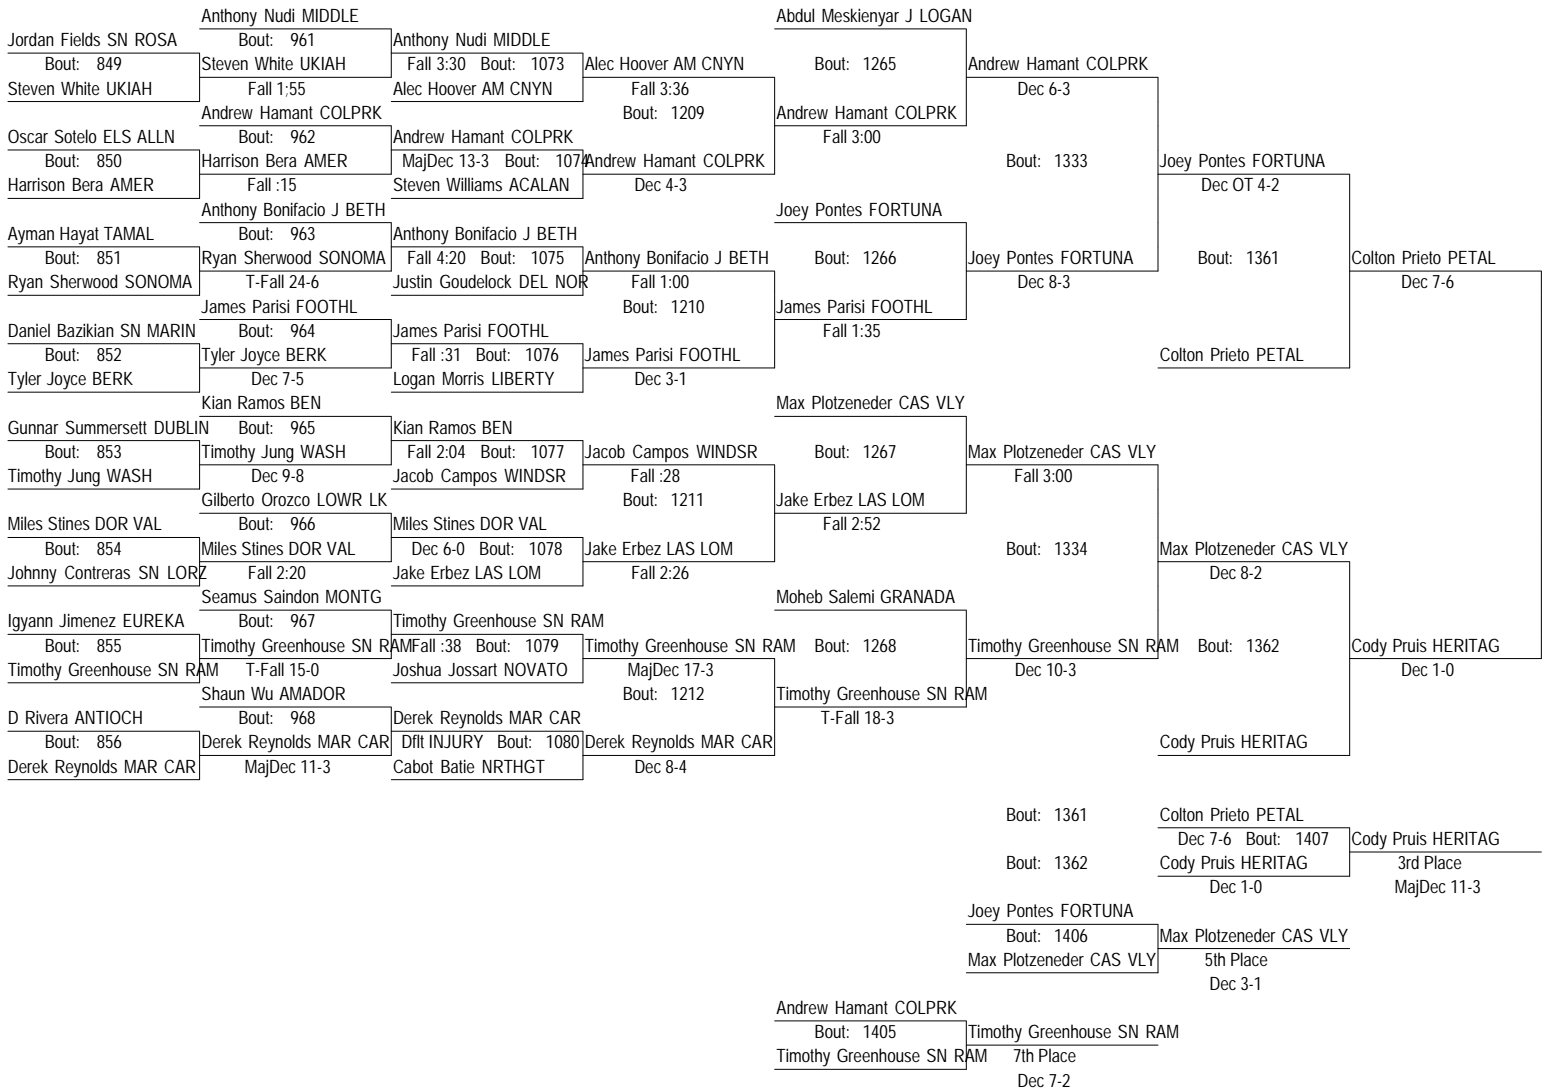 Anthony Nudi MIDDLE
Abdul Meskienyar J LOGAN
Jordan Fields SN ROSA
Bout: 961
Anthony Nudi MIDDLE
Bout: 849
Steven White UKIAH
Fall 3:30 Bout: 1073
Alec Hoover AM CNYN
Bout: 1265
Andrew Hamant COLPRK
Steven White UKIAH
Fall 1;55
Alec Hoover AM CNYN
Fall 3:36
Dec 6-3
Andrew Hamant COLPRK
Bout: 1209
Andrew Hamant COLPRK
Oscar Sotelo ELS ALLN
Bout: 962
Andrew Hamant COLPRK
Fall 3:00
Bout: 850
Harrison Bera AMER
MajDec 13-3 Bout: 1074
Andrew Hamant COLPRK
Bout: 1333
Joey Pontes FORTUNA
Harrison Bera AMER
Fall :15
Steven Williams ACALAN
Dec 4-3
Dec OT 4-2
Anthony Bonifacio J BETH
Joey Pontes FORTUNA
Ayman Hayat TAMAL
Bout: 963
Anthony Bonifacio J BETH
Bout: 851
Ryan Sherwood SONOMA
Fall 4:20 Bout: 1075
Anthony Bonifacio J BETH
Bout: 1266
Joey Pontes FORTUNA
Bout: 1361
Colton Prieto PETAL
Ryan Sherwood SONOMA
T-Fall 24-6
Justin Goudelock DEL NOR
Fall 1:00
Dec 8-3
Dec 7-6
James Parisi FOOTHL
Bout: 1210
James Parisi FOOTHL
Daniel Bazikian SN MARIN
Bout: 964
James Parisi FOOTHL
Fall 1:35
Bout: 852
Tyler Joyce BERK
Fall :31 Bout: 1076
James Parisi FOOTHL
Colton Prieto PETAL
Tyler Joyce BERK
Dec 7-5
Logan Morris LIBERTY
Dec 3-1
Kian Ramos BEN
Max Plotzeneder CAS VLY
Gunnar Summersett DUBLIN
Bout: 965
Kian Ramos BEN
Bout: 853
Timothy Jung WASH
Fall 2:04 Bout: 1077
Jacob Campos WINDSR
Bout: 1267
Max Plotzeneder CAS VLY
Timothy Jung WASH
Dec 9-8
Jacob Campos WINDSR
Fall :28
Fall 3:00
Gilberto Orozco LOWR LK
Bout: 1211
Jake Erbez LAS LOM
Miles Stines DOR VAL
Bout: 966
Miles Stines DOR VAL
Fall 2:52
Bout: 854
Miles Stines DOR VAL
Dec 6-0 Bout: 1078
Jake Erbez LAS LOM
Bout: 1334
Max Plotzeneder CAS VLY
Johnny Contreras SN LORZ
Fall 2:20
Jake Erbez LAS LOM
Fall 2:26
Dec 8-2
Seamus Saindon MONTG
Moheb Salemi GRANADA
Igyann Jimenez EUREKA
Bout: 967
Timothy Greenhouse SN RAM
Bout: 855
Timothy Greenhouse SN RAM
Fall :38 Bout: 1079
Timothy Greenhouse SN RAM
Bout: 1268
Timothy Greenhouse SN RAM
Bout: 1362
Cody Pruis HERITAG
Timothy Greenhouse SN RAM
T-Fall 15-0
Joshua Jossart NOVATO
MajDec 17-3
Dec 10-3
Dec 1-0
Shaun Wu AMADOR
Bout: 1212
Timothy Greenhouse SN RAM
D Rivera ANTIOCH
Bout: 968
Derek Reynolds MAR CAR
T-Fall 18-3
Bout: 856
Derek Reynolds MAR CAR
Dflt INJURY Bout: 1080
Derek Reynolds MAR CAR
Cody Pruis HERITAG
Derek Reynolds MAR CAR
MajDec 11-3
Cabot Batie NRTHGT
Dec 8-4
Bout: 1361
Colton Prieto PETAL
Dec 7-6 Bout: 1407
Cody Pruis HERITAG
Bout: 1362
Cody Pruis HERITAG
3rd Place
Dec 1-0
MajDec 11-3
Joey Pontes FORTUNA
Bout: 1406
Max Plotzeneder CAS VLY
Max Plotzeneder CAS VLY
5th Place
Dec 3-1
Andrew Hamant COLPRK
Bout: 1405
Timothy Greenhouse SN RAM
Timothy Greenhouse SN RAM
7th Place
Dec 7-2